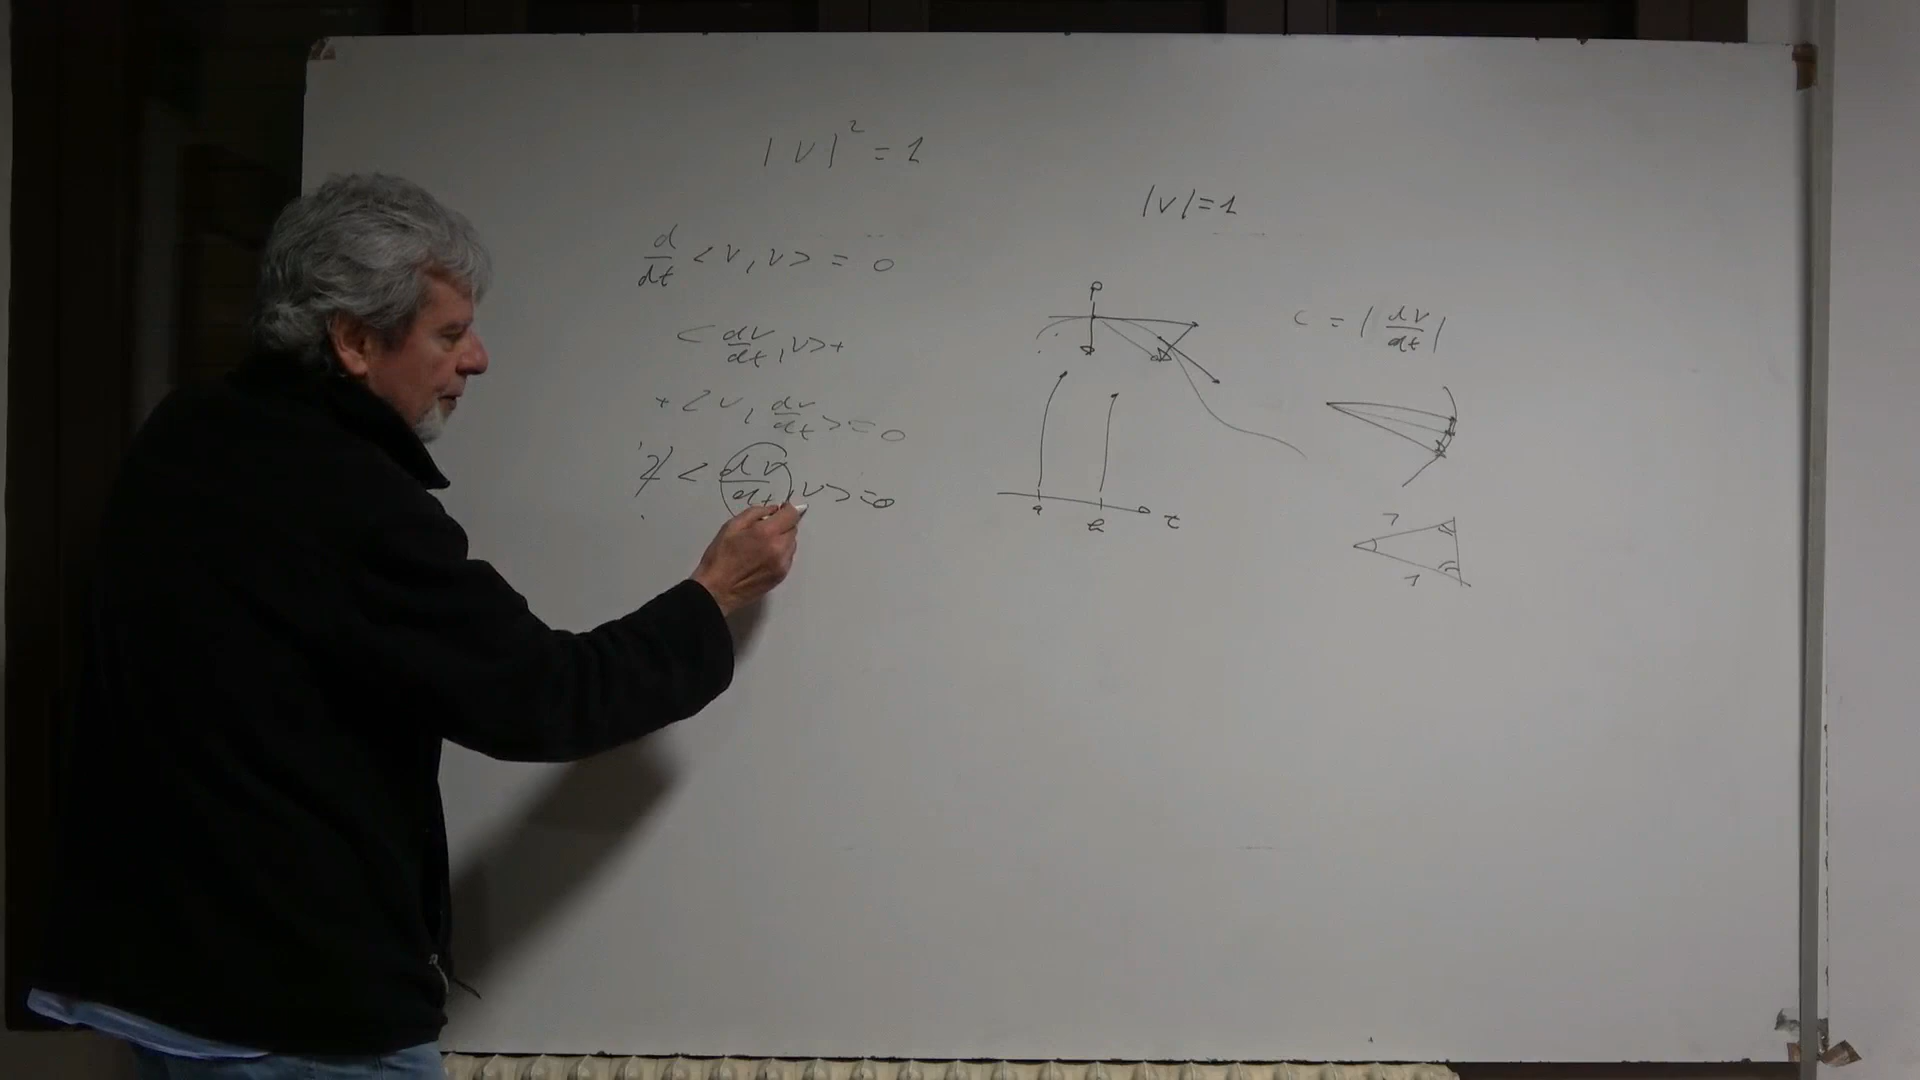 |V|² = 1
d/dt <v, v> = 0
< dv/dt, v> +
+ < v, dv/dt > = 0
2 < dv/dt, v > = 0
|v| = 1
P
a
b
t
c = | dv/dt |
1
1